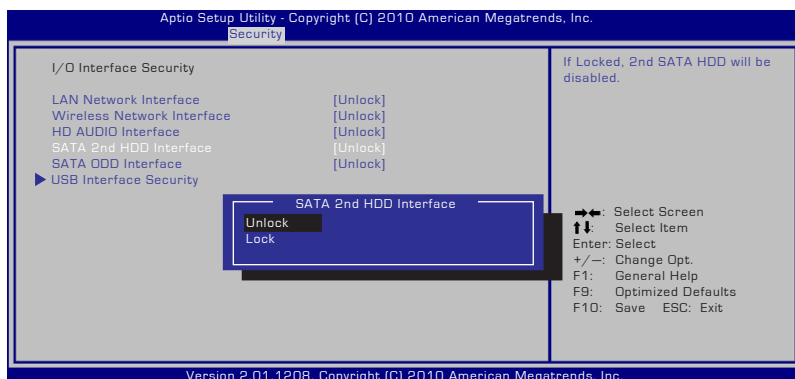 Aptio Setup Utility - Copyright (C) 2010 American Megatrends, Inc.
Security
I/O Interface Security
LAN Network Interface [Unlock]
Wireless Network Interface [Unlock]
HD AUDIO Interface [Unlock]
SATA 2nd HDD Interface [Unlock]
SATA ODD Interface [Unlock]
USB Interface Security
SATA 2nd HDD Interface
Unlock
Lock
If Locked, 2nd SATA HDD will be
disabled.
→←: Select Screen
↑↓: Select Item
Enter: Select
+/—: Change Opt.
F1: General Help
F9: Optimized Defaults
F10: Save ESC: Exit
Version 2.01.1208. Copyright (C) 2010 American Megatrends, Inc.